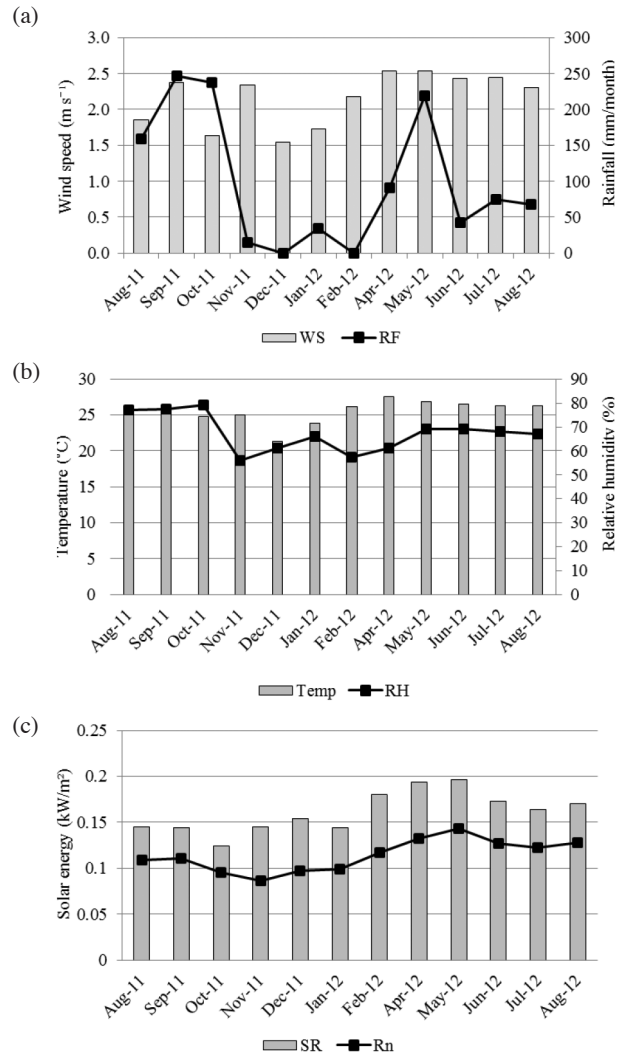 (a)
Wind speed (m s⁻¹)
3.0
2.5
2.0
1.5
1.0
0.5
0.0
300
250
200
150
100
50
0
Rainfall (mm/month)
Aug-11 Sep-11 Oct-11 Nov-11 Dec-11 Jan-12 Feb-12 Apr-12 May-12 Jun-12 Jul-12 Aug-12
WS RF
(b)
Temperature (°C)
30
25
20
15
10
5
0
90
80
70
60
50
40
30
20
10
0
Relative humidity (%)
Aug-11 Sep-11 Oct-11 Nov-11 Dec-11 Jan-12 Feb-12 Apr-12 May-12 Jun-12 Jul-12 Aug-12
Temp RH
(c)
Solar energy (kW/m²)
0.25
0.2
0.15
0.1
0.05
0
Aug-11 Sep-11 Oct-11 Nov-11 Dec-11 Jan-12 Feb-12 Apr-12 May-12 Jun-12 Jul-12 Aug-12
SR Rn